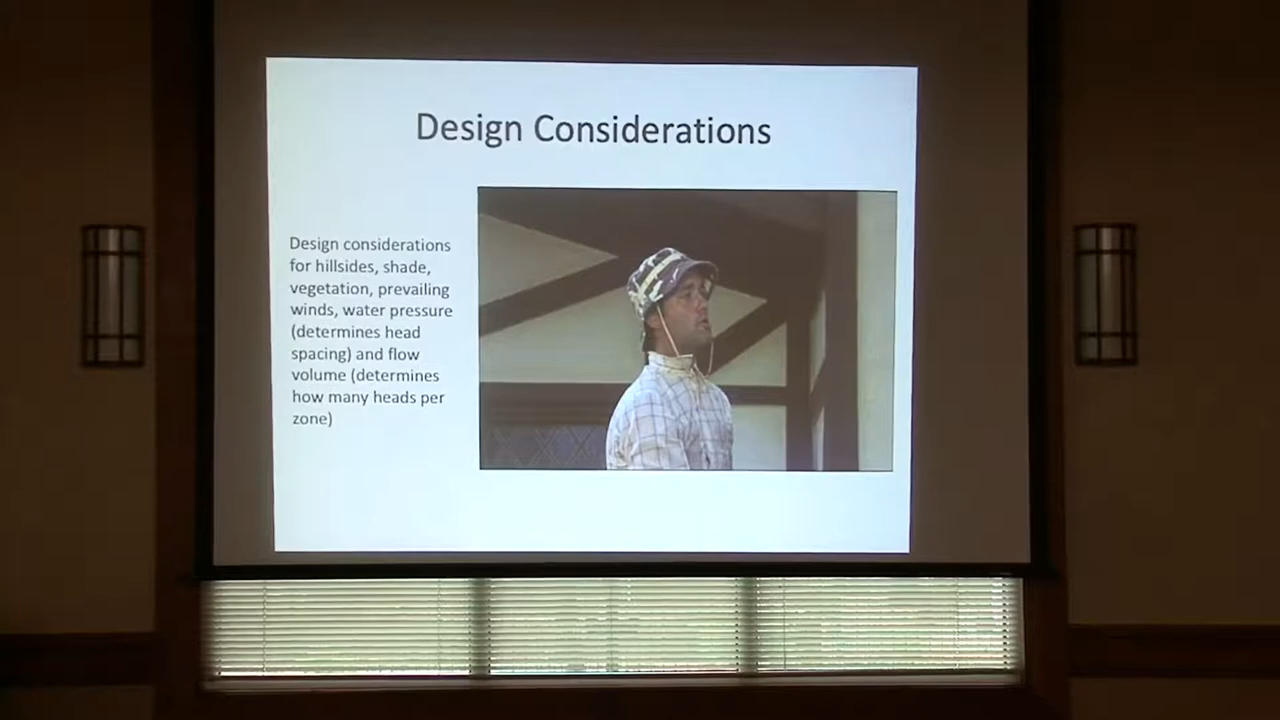 Design Considerations
Design considerations
for hillsides, shade,
vegetation, prevailing
winds, water pressure
(determines head
spacing) and flow
volume (determines
how many heads per
zone)